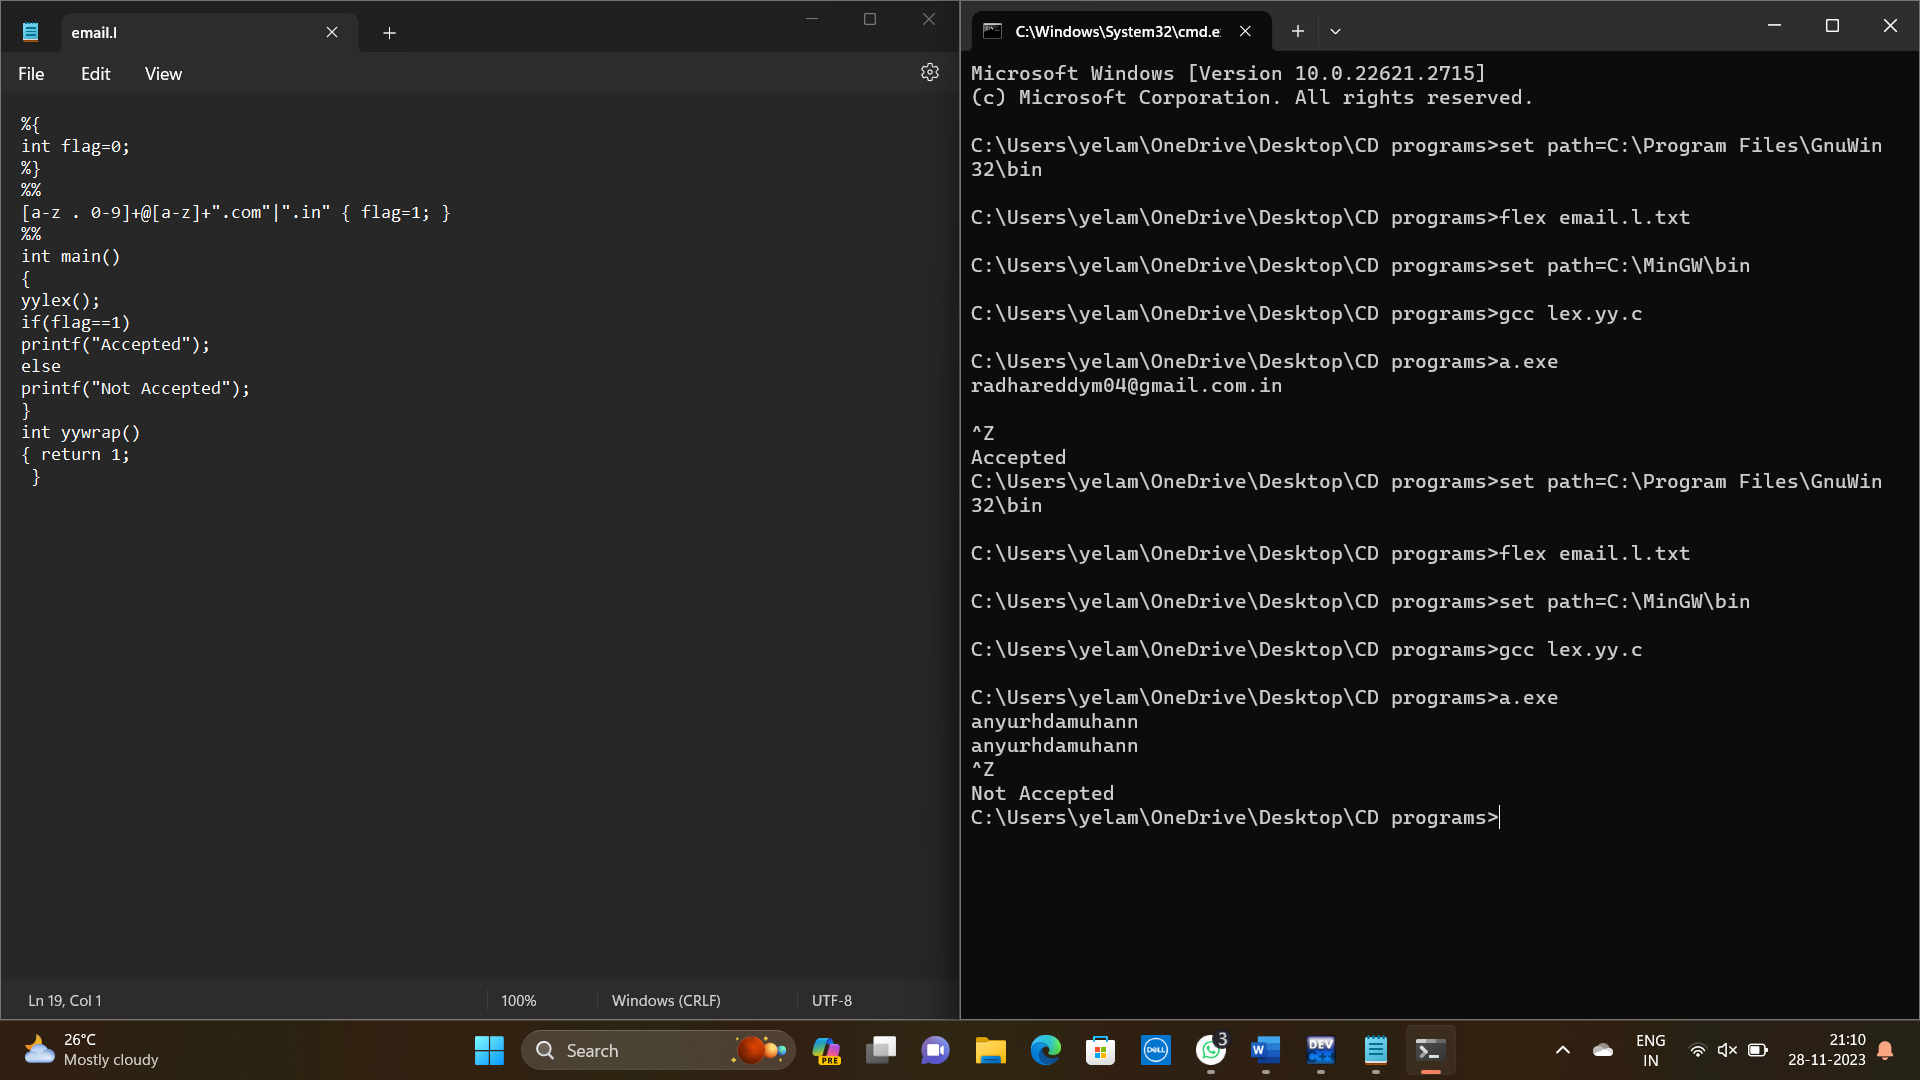 email.l
File Edit View
%{
int flag=0;
%}
%%
[a-z . 0-9]+@[a-z]+".com"|".in" { flag=1; }
%%
int main()
{
yylex();
if(flag==1)
printf("Accepted");
else
printf("Not Accepted");
}
int yywrap()
{ return 1;
 }
Ln 19, Col 1 100% Windows (CRLF) UTF-8
C:\Windows\System32\cmd.e
Microsoft Windows [Version 10.0.22621.2715]
(c) Microsoft Corporation. All rights reserved.
C:\Users\yelam\OneDrive\Desktop\CD programs>set path=C:\Program Files\GnuWin
32\bin
C:\Users\yelam\OneDrive\Desktop\CD programs>flex email.l.txt
C:\Users\yelam\OneDrive\Desktop\CD programs>set path=C:\MinGW\bin
C:\Users\yelam\OneDrive\Desktop\CD programs>gcc lex.yy.c
C:\Users\yelam\OneDrive\Desktop\CD programs>a.exe
radhareddym04@gmail.com.in
^Z
Accepted
C:\Users\yelam\OneDrive\Desktop\CD programs>set path=C:\Program Files\GnuWin
32\bin
C:\Users\yelam\OneDrive\Desktop\CD programs>flex email.l.txt
C:\Users\yelam\OneDrive\Desktop\CD programs>set path=C:\MinGW\bin
C:\Users\yelam\OneDrive\Desktop\CD programs>gcc lex.yy.c
C:\Users\yelam\OneDrive\Desktop\CD programs>a.exe
anyurhdamuhann
anyurhdamuhann
^Z
Not Accepted
C:\Users\yelam\OneDrive\Desktop\CD programs>
26°C
Mostly cloudy
Search
PRE
DELL
3
W
DEV
C++
ENG
IN
21:10
28-11-2023